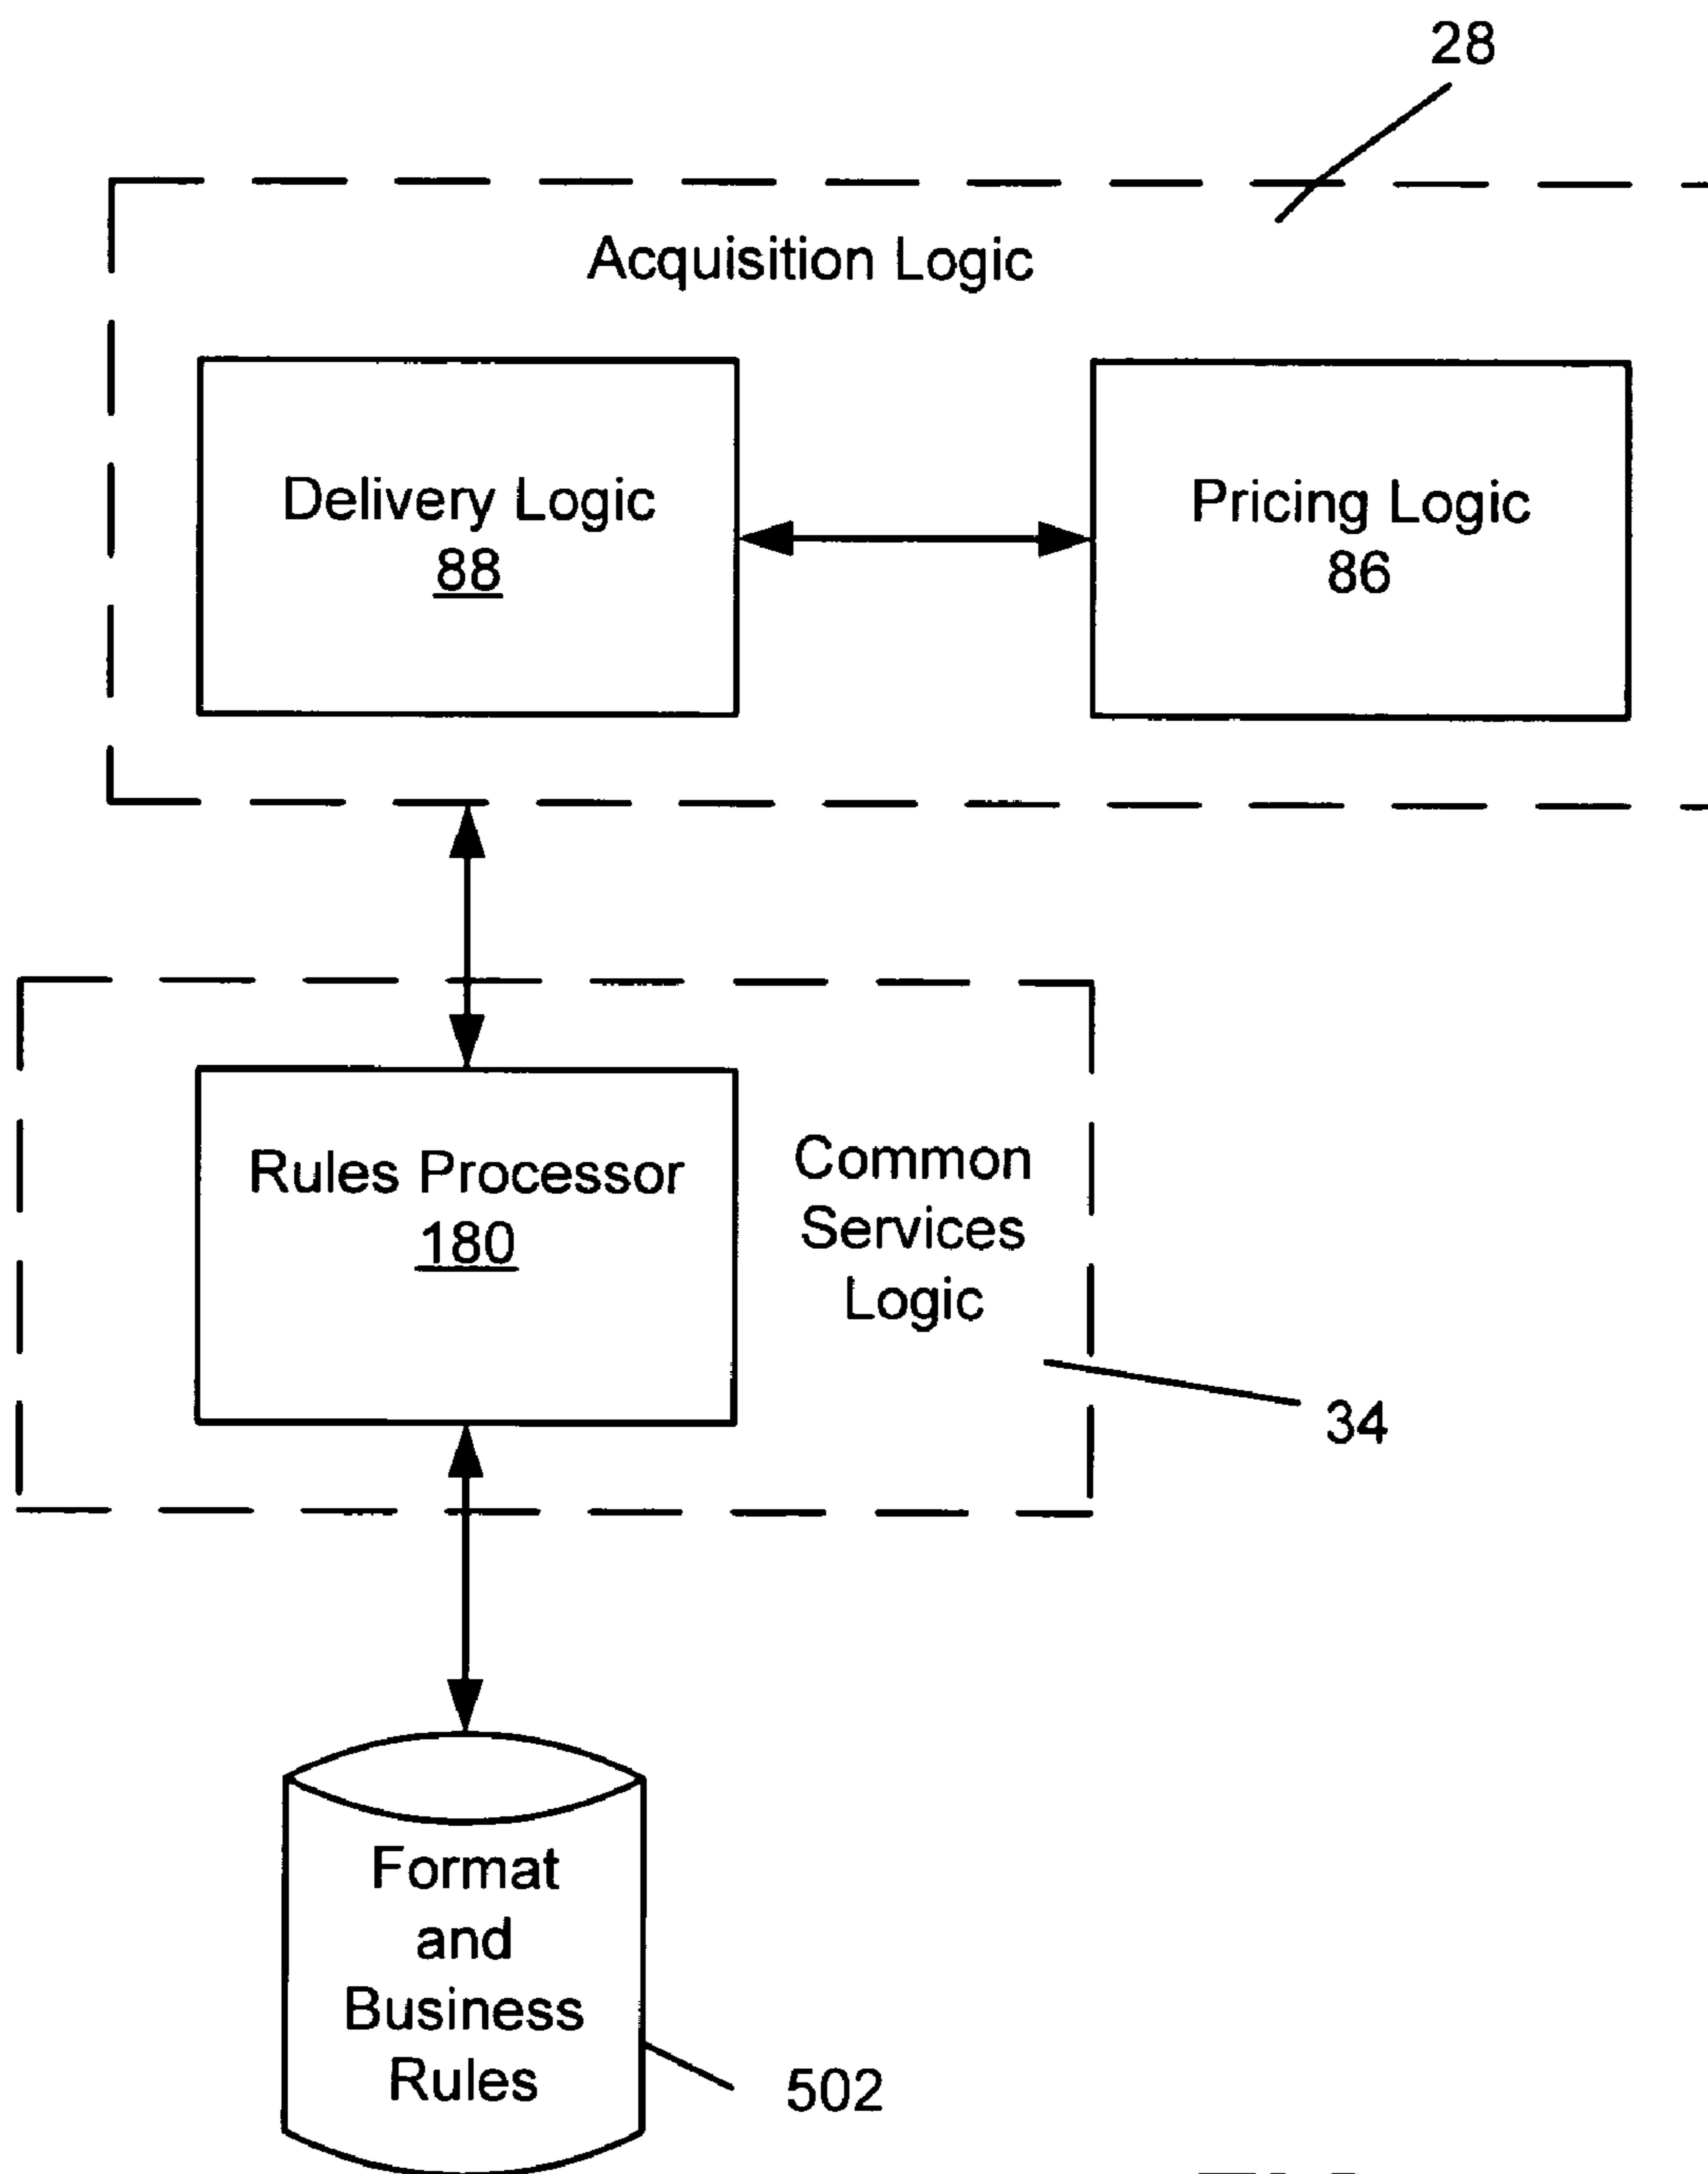 28
Acquisition Logic
Delivery Logic
88
Pricing Logic
86
Rules Processor
180
Common
Services
Logic
34
Format
and
Business
Rules
502